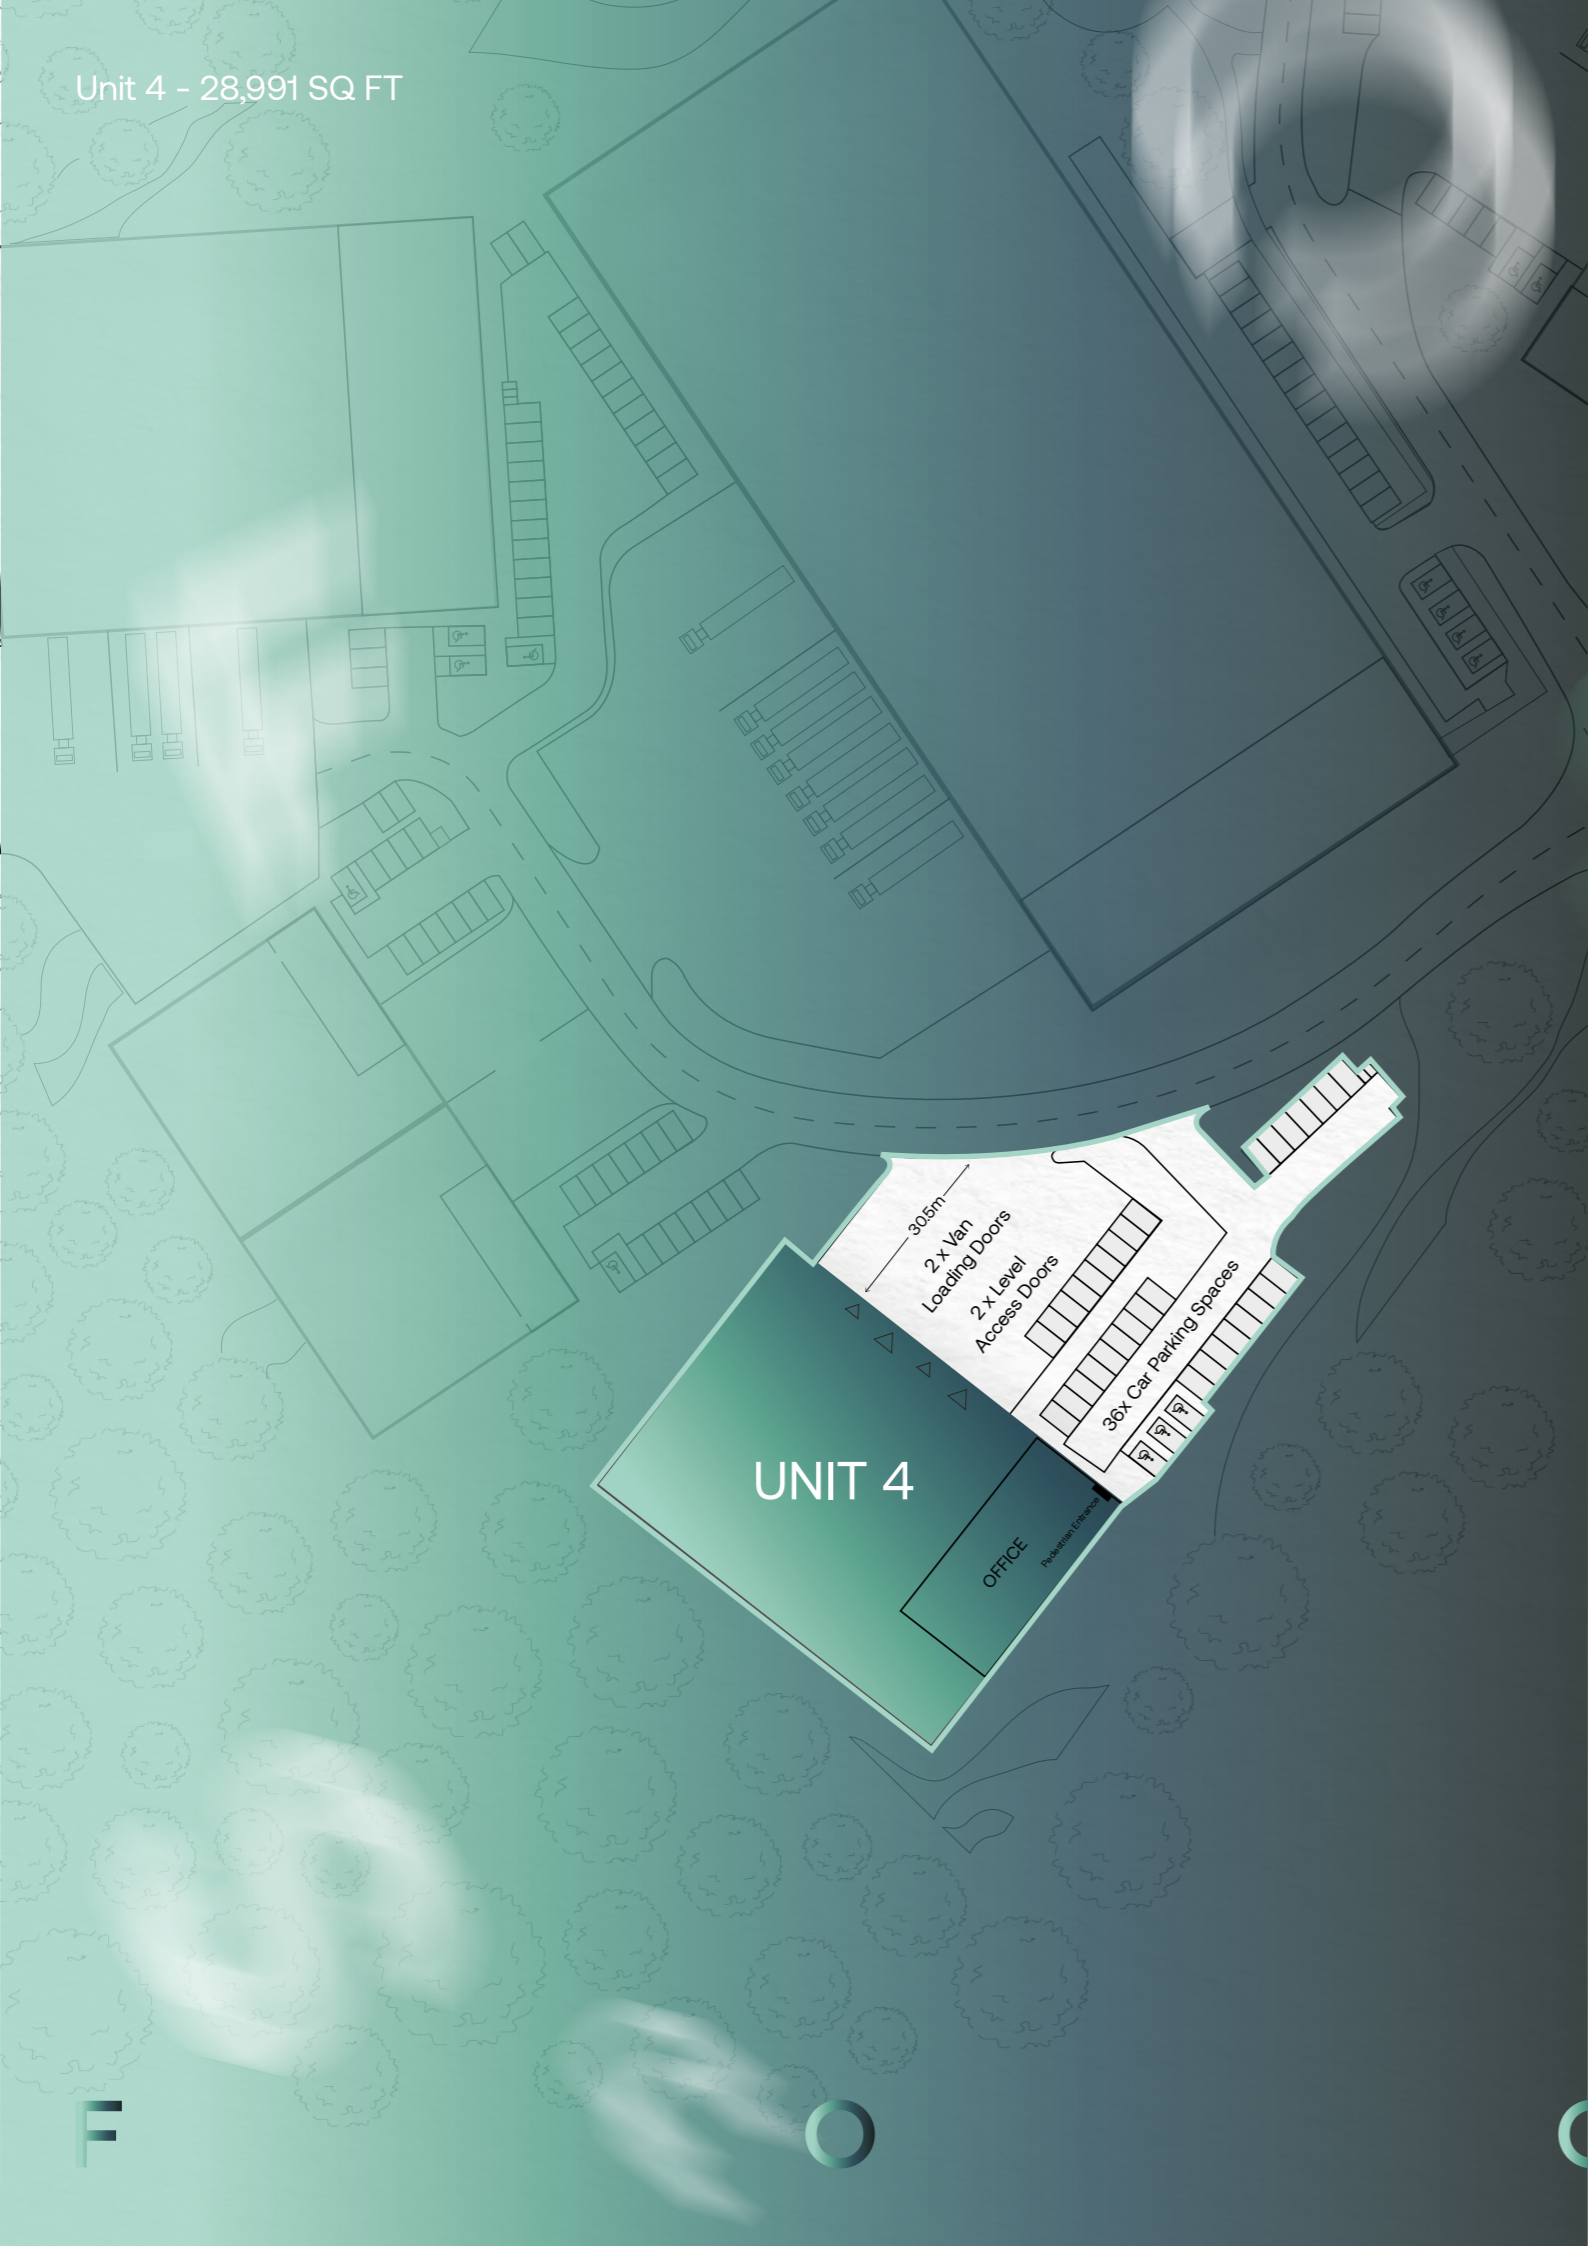 Unit 4 - 28,991 SQ FT
30.5m
2 x Van
Loading Doors
2 x Level
Access Doors
36x Car Parking Spaces
UNIT 4
OFFICE
Pedestrian Entrance
F O